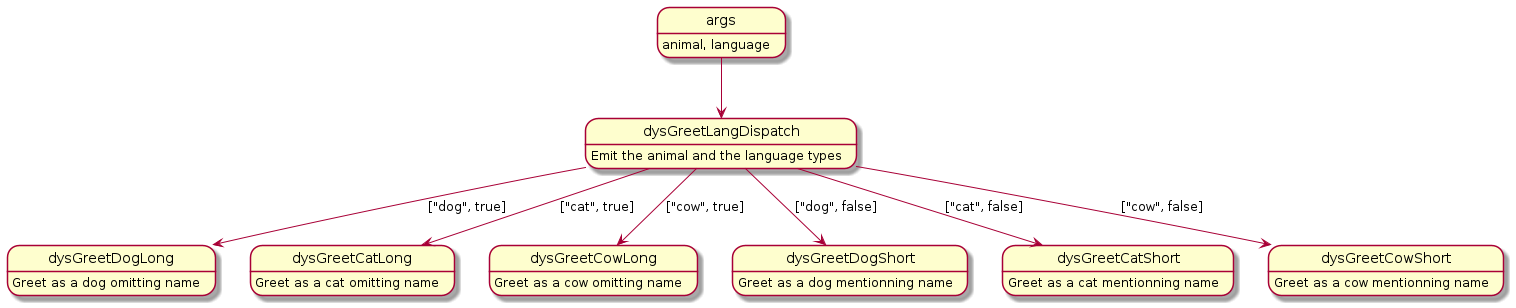 args
animal, language
dysGreetLangDispatch
Emit the animal and the language types
["dog", true]
["cat", true]
["cow", true]
["dog", false]
["cat", false]
["cow", false]
dysGreetDogLong
Greet as a dog omitting name
dysGreetCatLong
Greet as a cat omitting name
dysGreetCowLong
Greet as a cow omitting name
dysGreetDogShort
Greet as a dog mentionning name
dysGreetCatShort
Greet as a cat mentionning name
dysGreetCowShort
Greet as a cow mentionning name